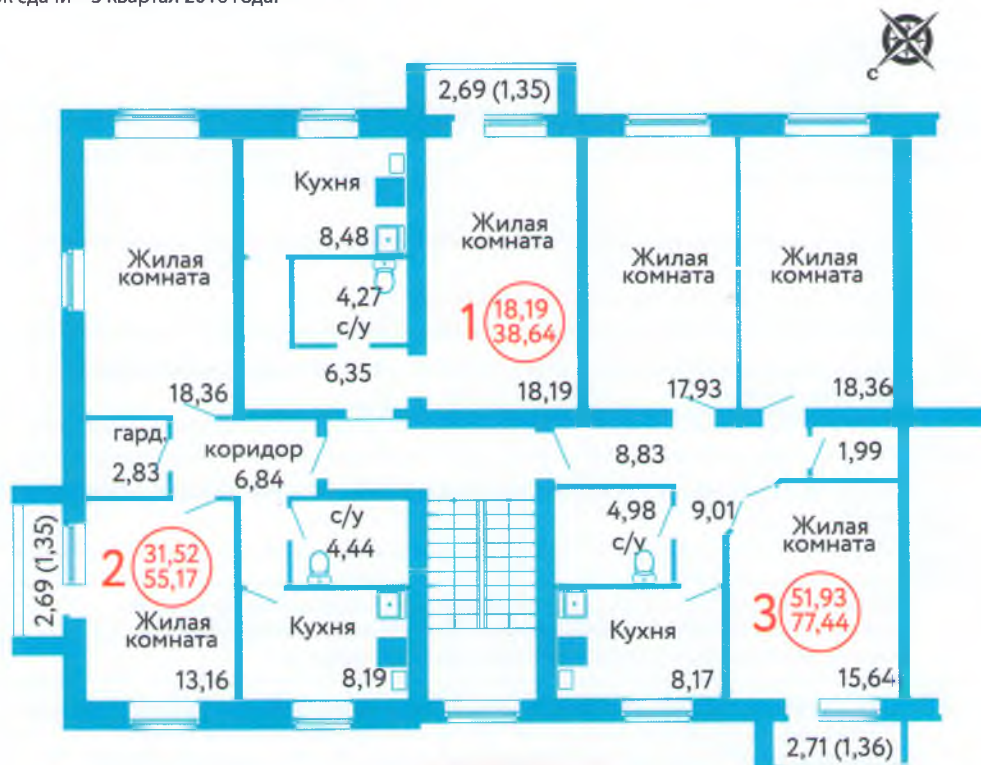 2,69 (1,35)
с
Кухня
8,48
Жилая
комната
Жилая
комната
Жилая
комната
Жилая
комната
4,27
с/у
1
18,19
38,64
6,35
18,36
18,19
17,93
18,36
гард.
2,83
коридор
6,84
8,83
1,99
с/у
4,44
4,98
с/у
9,01
Жилая
комната
2,69 (1,35)
2
31,52
55,17
3
51,93
77,44
Жилая
комната
Кухня
Кухня
13,16
8,19
8,17
15,64
2,71 (1,36)